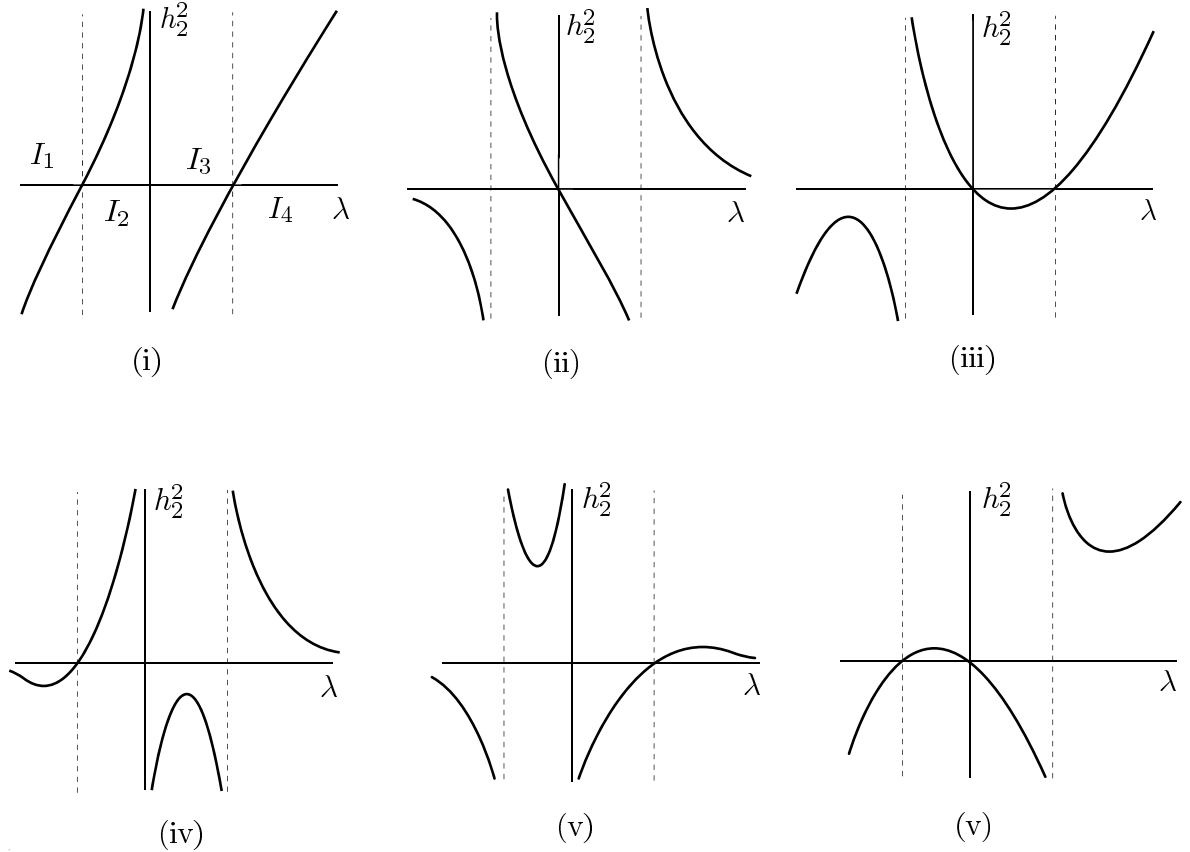 h_2^2 h_2^2 h_2^2
I_1 I_3
I_2 I_4 λ λ λ
(i) (ii) (iii)
h_2^2 h_2^2 h_2^2
λ λ λ
(iv) (v) (v)